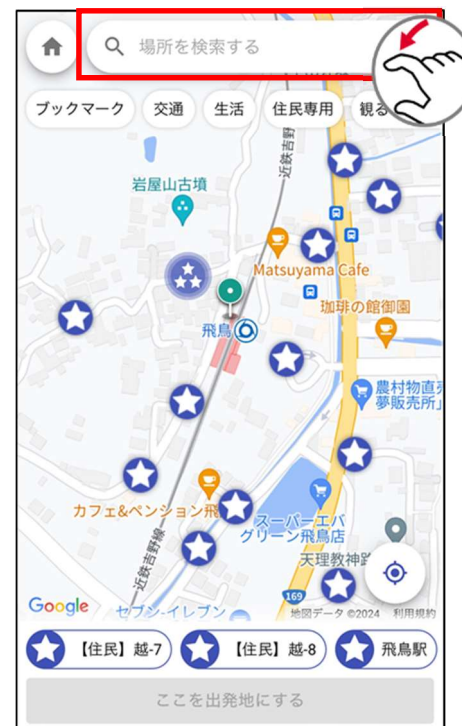 場所を検索する
ブックマーク
交通
生活
住民専用
観る
近鉄吉野
岩屋山古墳
Matsuyama Cafe
珈琲の館御園
飛鳥
農村物直
夢販売所」
カフェ&ペンション飛
スーパーエバ
グリーン飛鳥店
天理教神
近鉄吉野線
169
Google
セブン-イレブン
地図データ ©2024
利用規約
【住民】越-7
【住民】越-8
飛鳥駅
ここを出発地にする